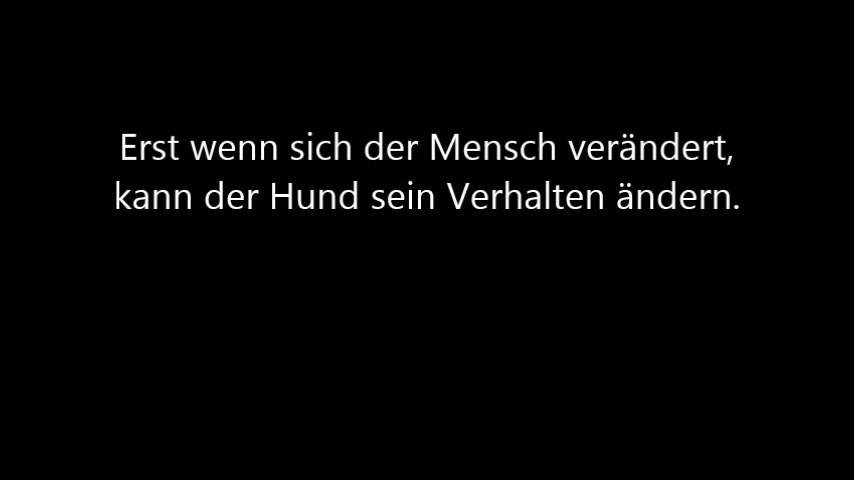 Erst wenn sich der Mensch verändert,
kann der Hund sein Verhalten ändern.